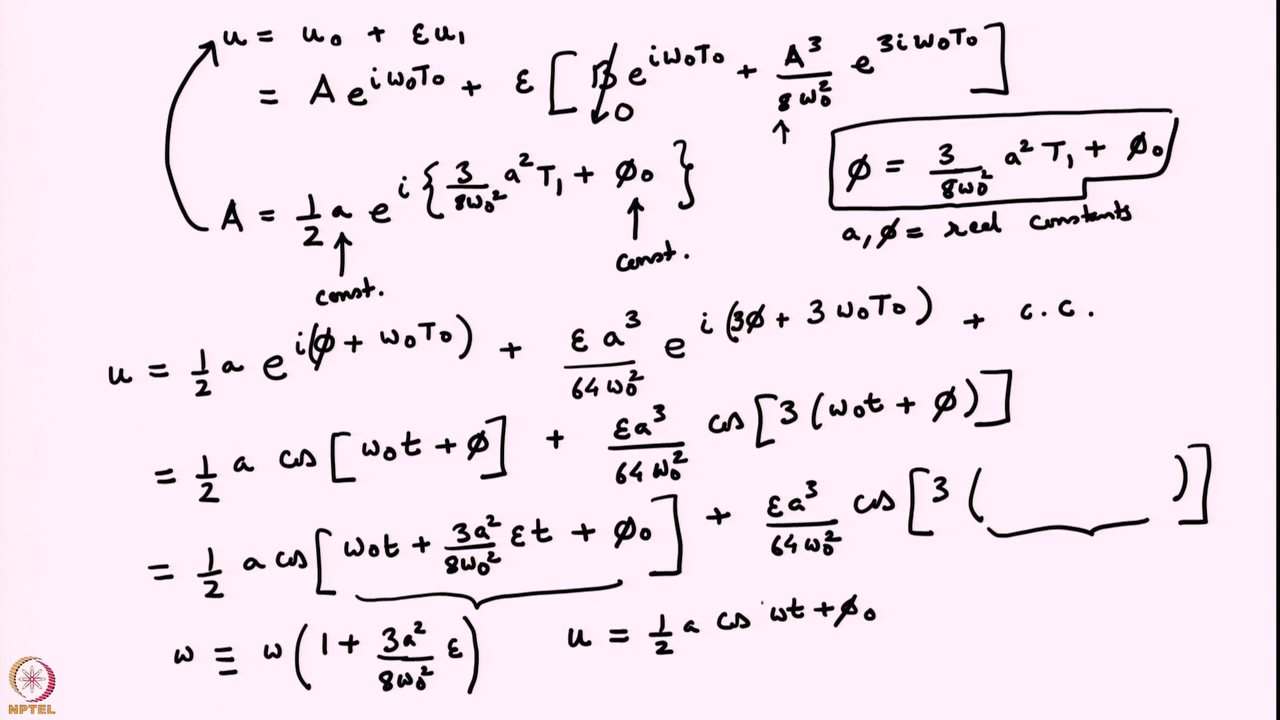 u = u₀ + εu₁
= A e^{iω₀T₀} + ε [ B e^{iω₀T₀} + A³/8ω₀² e^{3iω₀T₀} ]
0
A = 1/2 a e^{i{3/8ω₀² a² T₁ + ϕ₀}}
ϕ = 3/8ω₀² a² T₁ + ϕ₀
const.
const.
a, ϕ = real constants
u = 1/2 a e^{i(ϕ + ω₀T₀)} + εa³/64ω₀² e^{i(3ϕ + 3ω₀T₀)} + c.c.
= 1/2 a cos [ω₀t + ϕ] + εa³/64ω₀² cos [3(ω₀t + ϕ)]
= 1/2 a cos [ω₀t + 3a²/8ω₀² εt + ϕ₀] + εa³/64ω₀² cos [3( )]
ω ≡ ω(1 + 3a²/8ω₀² ε) u = 1/2 a cos ωt + ϕ₀
NPTEL